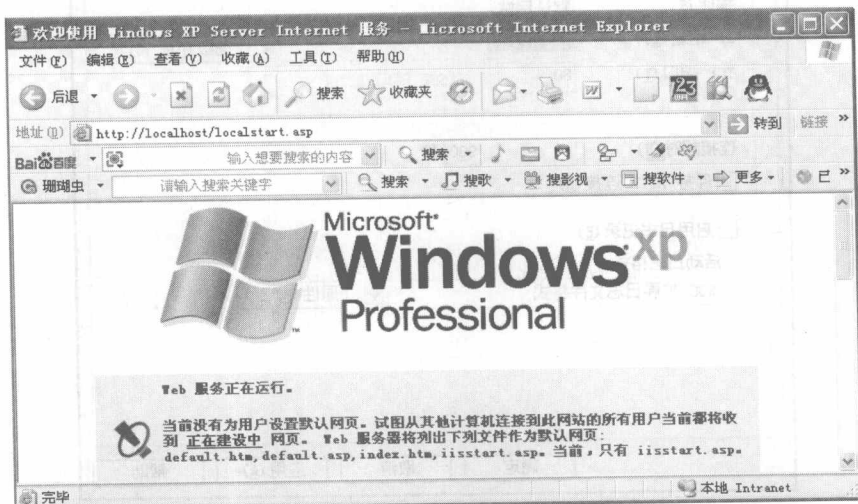 欢迎使用 Windows XP Server Internet 服务 - Microsoft Internet Explorer
文件(F) 编辑(E) 查看(V) 收藏(A) 工具(T) 帮助(H)
后退 搜索 收藏夹
地址(D) http://localhost/localstart.asp 转到 链接 »
Bai百度 输入想要搜索的内容 搜索
珊瑚虫 请输入搜索关键字 搜索 搜歌 搜影视 搜软件 更多 已 »
Microsoft
Windows xp
Professional
Web 服务正在运行。
当前没有为用户设置默认网页。试图从其他计算机连接到此网站的所有用户当前都将收
到 正在建设中 网页。 Web 服务器将列出下列文件作为默认网页:
default.htm,default.asp,index.htm,iisstart.asp。当前，只有 iisstart.asp。
完毕 本地 Intranet